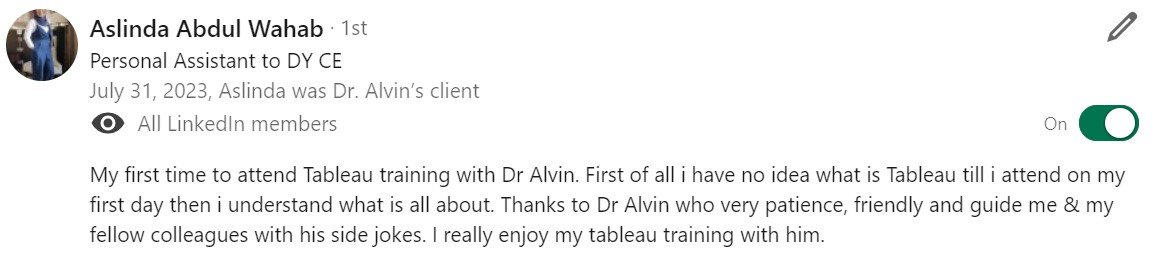 Aslinda Abdul Wahab · 1st
Personal Assistant to DY CE
July 31, 2023, Aslinda was Dr. Alvin’s client
All LinkedIn members
On
My first time to attend Tableau training with Dr Alvin. First of all i have no idea what is Tableau till i attend on my
first day then i understand what is all about. Thanks to Dr Alvin who very patience, friendly and guide me & my
fellow colleagues with his side jokes. I really enjoy my tableau training with him.